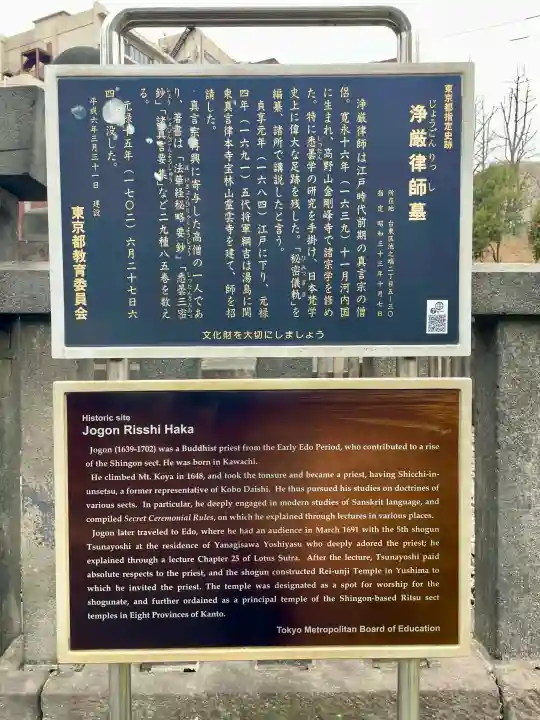 東京都指定史跡
じょうごんりっし
浄厳律師墓
所在地 台東区池之端二丁目五-三〇
指定 昭和三十三年十月七日
浄厳律師は江戸時代前期の真言宗の僧
侶。寛永十六年(一六三九)十一月河内国
に生まれ、高野山金剛峰寺で諸宗学を修め
た。特に悉曇学の研究を手掛け、日本梵学
史上に偉大な足跡を残した。「秘密儀軌」を
編纂、諸所で講説したと言う。
貞享元年(一六八四)江戸に下り、元禄
四年(一六九一)五代将軍綱吉は湯島に関
東真言律本寺宝林山霊雲寺を建て、師を招
請した。
真言宗再興に寄与した高僧の一人であ
り、著書は「法華経秘略要鈔」「悉曇三密
鈔」「諸真言要集」など二九種八五巻を数え
る。
元禄十五年(一七〇二)六月二十七日六
四 没した。
平成六年三月三十一日 建設
東京都教育委員会
文化財を大切にしましょう
Historic site
Jogon Risshi Haka
Jogon (1639-1702) was a Buddhist priest from the Early Edo Period, who contributed to a rise
of the Shingon sect. He was born in Kawachi.
He climbed Mt. Koya in 1648, and took the tonsure and became a priest, having Shicchi-in-
unsetsu, a former representative of Kobo Daishi. He thus pursued his studies on doctrines of
various sects. In particular, he deeply engaged in modern studies of Sanskrit language, and
compiled Secret Ceremonial Rules, on which he explained through lectures in various places.
Jogon later traveled to Edo, where he had an audience in March 1691 with the 5th shogun
Tsunayoshi at the residence of Yanagisawa Yoshiyasu who deeply adored the priest; he
explained through a lecture Chapter 25 of Lotus Sutra. After the lecture, Tsunayoshi paid
absolute respects to the priest, and the shogun constructed Rei-unji Temple in Yushima to
which he invited the priest. The temple was designated as a spot for worship for the
shogunate, and further ordained as a principal temple of the Shingon-based Ritsu sect
temples in Eight Provinces of Kanto.
Tokyo Metropolitan Board of Education